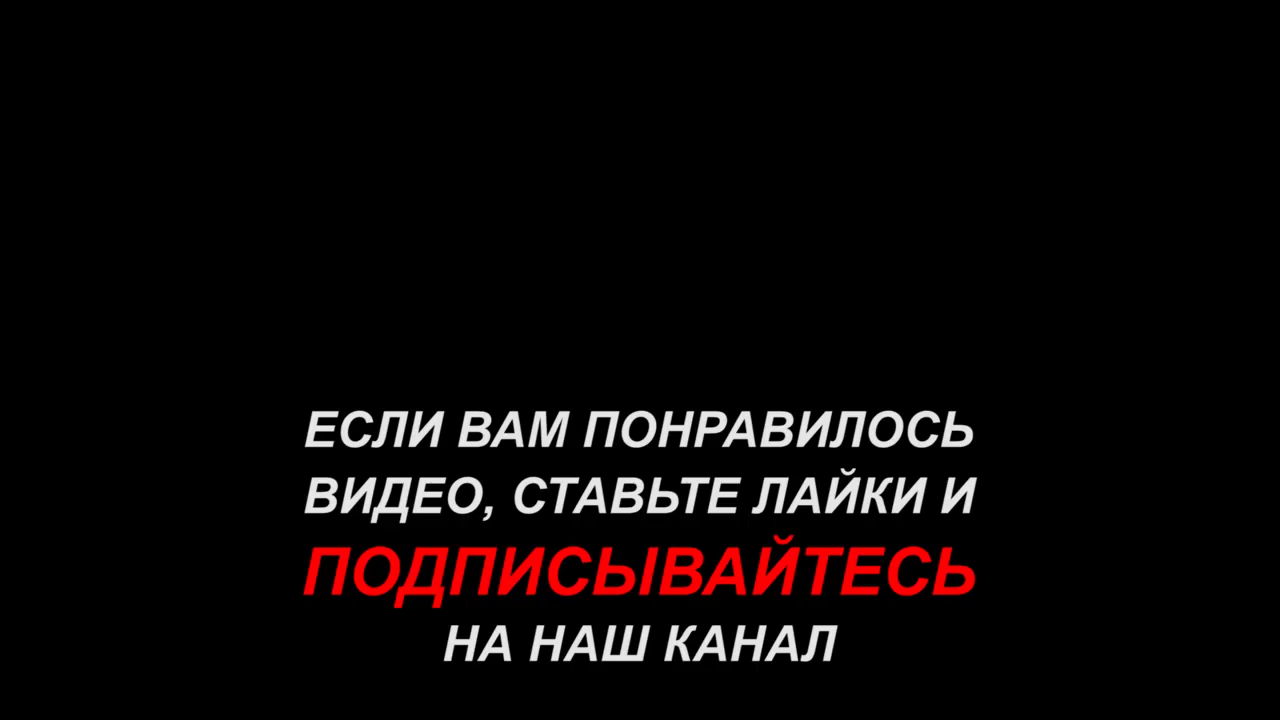 ЕСЛИ ВАМ ПОНРАВИЛОСЬ
ВИДЕО, СТАВЬТЕ ЛАЙКИ И
ПОДПИСЫВАЙТЕСЬ
НА НАШ КАНАЛ